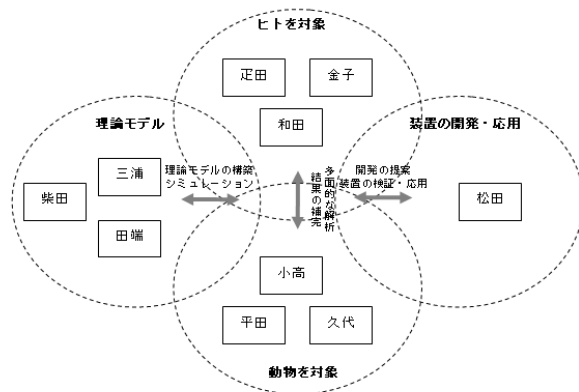 ヒトを対象
疋田
金子
和田
理論モデル
三浦
柴田
田端
理論モデルの構築
シミュレーション
多面的な解析
結果の補完
開発の提案
装置の検証・応用
装置の開発・応用
松田
小高
平田
久代
動物を対象